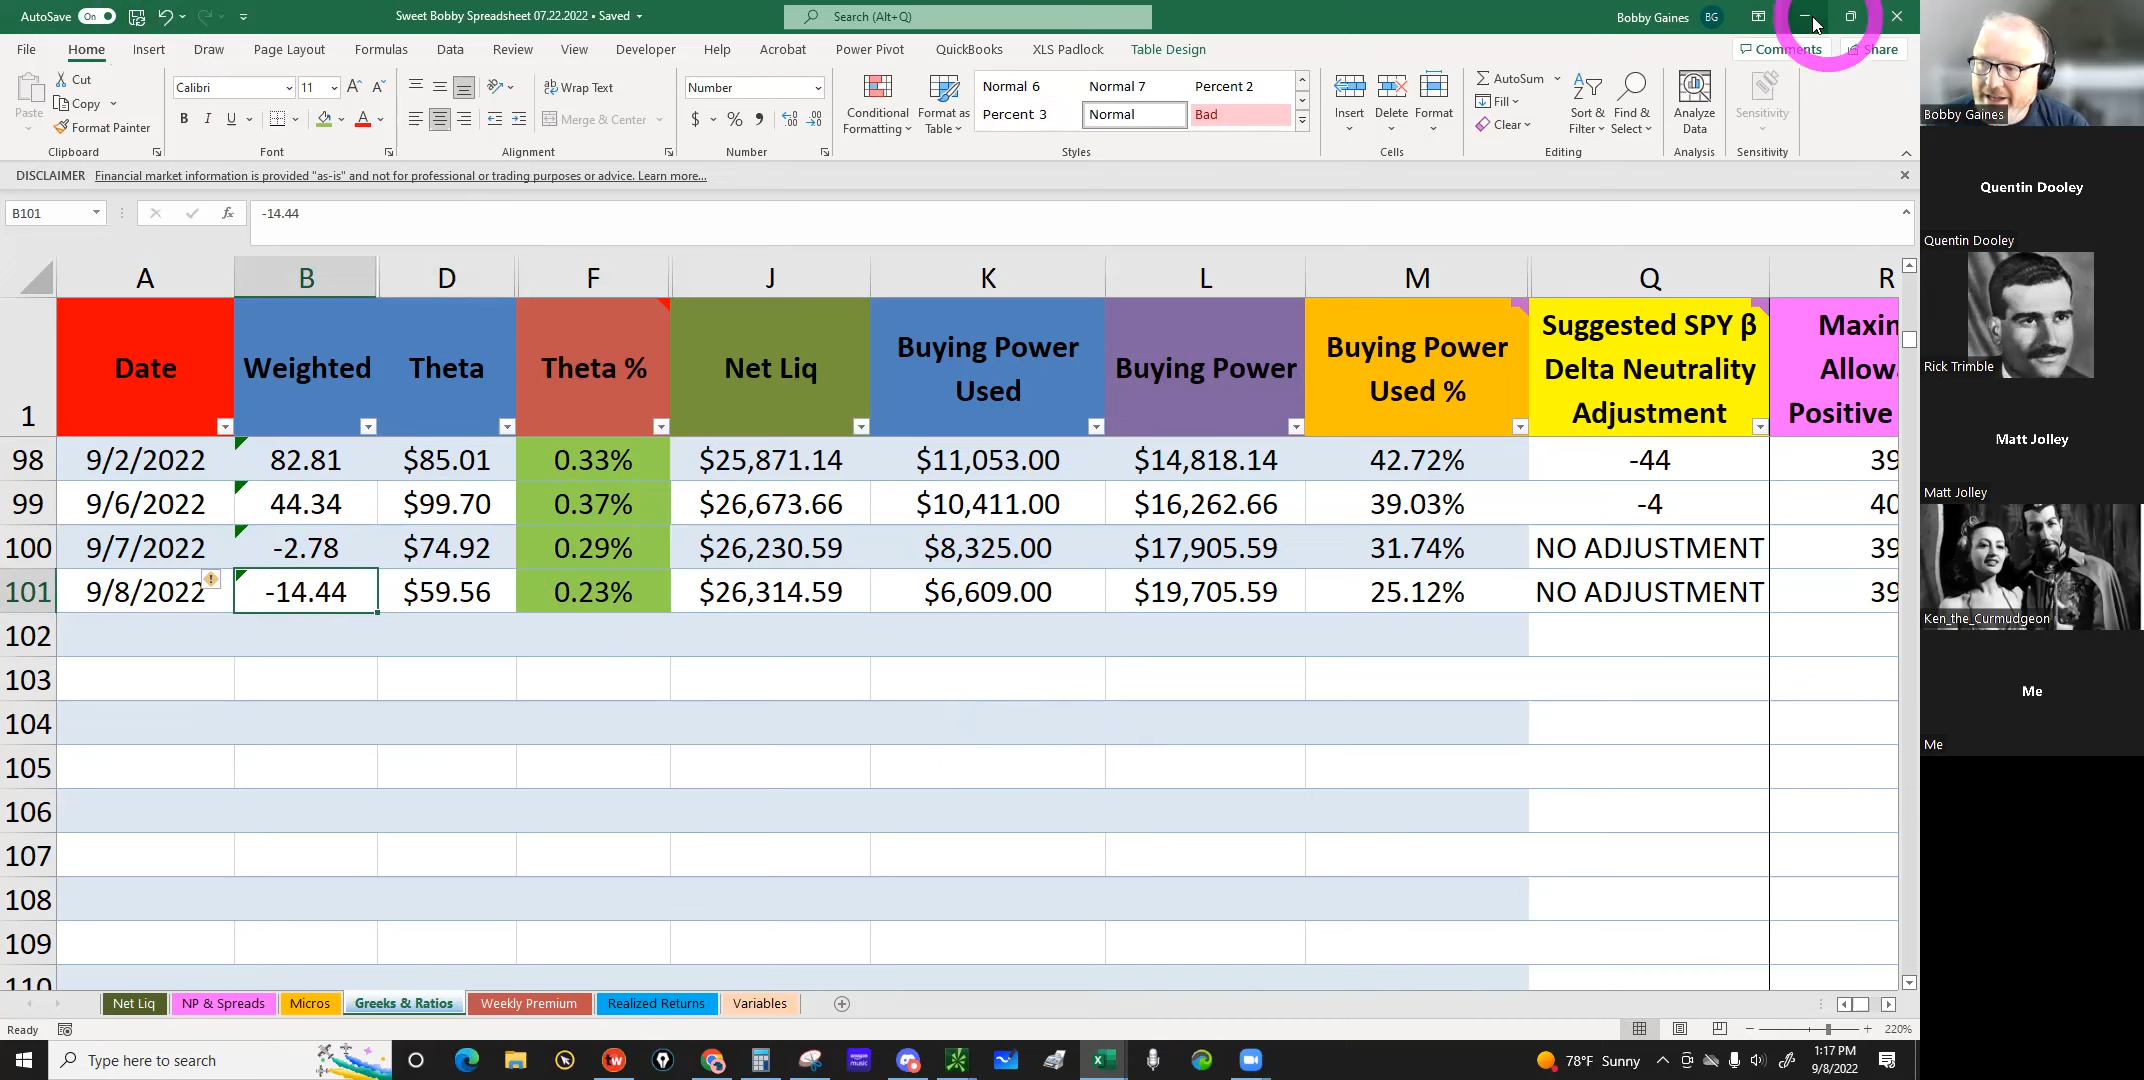 AutoSave On Sweet Bobby Spreadsheet 07.22.2022 • Saved Search (Alt+Q) Bobby Gaines BG
File Home Insert Draw Page Layout Formulas Data Review View Developer Help Acrobat Power Pivot QuickBooks XLS Padlock Table Design Comments Share
Paste Cut Copy Format Painter
Calibri 11
B I U
Wrap Text
Merge & Center
Number
$ % 9
Conditional Formatting
Format as Table
Normal 6 Normal 7 Percent 2
Percent 3 Normal Bad
Insert Delete Format
AutoSum
Fill
Clear
Sort & Filter
Find & Select
Analyze Data
Sensitivity
Clipboard Font Alignment Number Styles Cells Editing Analysis Sensitivity
DISCLAIMER Financial market information is provided "as-is" and not for professional or trading purposes or advice. Learn more...
B101 fx -14.44
A B D F J K L M Q R
1 Date Weighted Theta Theta % Net Liq Buying Power Used Buying Power Buying Power Used % Suggested SPY β Delta Neutrality Adjustment Maxin Allow Positive
98 9/2/2022 82.81 $85.01 0.33% $25,871.14 $11,053.00 $14,818.14 42.72% -44 39
99 9/6/2022 44.34 $99.70 0.37% $26,673.66 $10,411.00 $16,262.66 39.03% -4 40
100 9/7/2022 -2.78 $74.92 0.29% $26,230.59 $8,325.00 $17,905.59 31.74% NO ADJUSTMENT 39
101 9/8/2022 -14.44 $59.56 0.23% $26,314.59 $6,609.00 $19,705.59 25.12% NO ADJUSTMENT 39
102
103
104
105
106
107
108
109
110
Net Liq NP & Spreads Micros Greeks & Ratios Weekly Premium Realized Returns Variables
Ready 220%
Type here to search
tw
amazon music
78°F Sunny
1:17 PM
9/8/2022
Bobby Gaines
Quentin Dooley
Quentin Dooley
Rick Trimble
Matt Jolley
Matt Jolley
Ken_the_Curmudgeon
Me
Me